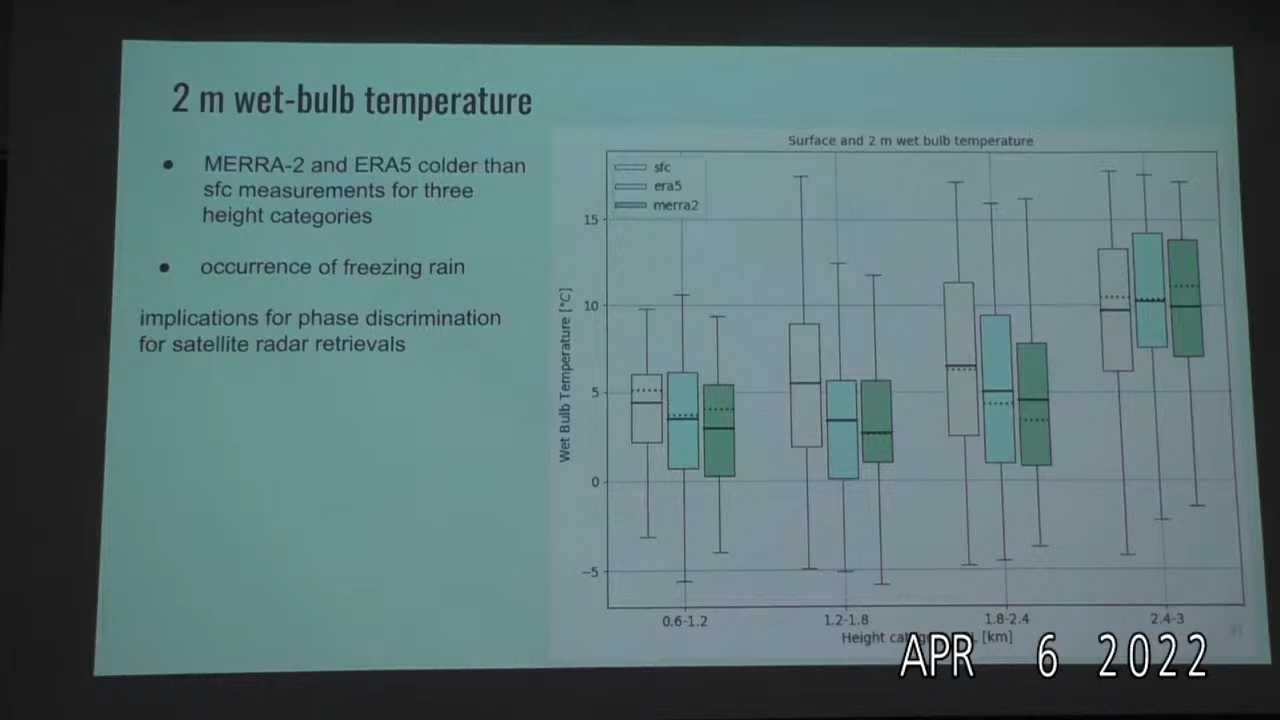 2 m wet-bulb temperature
MERRA-2 and ERA5 colder than
sfc measurements for three
height categories
occurrence of freezing rain
implications for phase discrimination
for satellite radar retrievals
Surface and 2 m wet bulb temperature
sfc
era5
merra2
Wet Bulb Temperature [°C]
15
10
5
0
−5
0.6-1.2
1.2-1.8
1.8-2.4
2.4-3
Height [km]
APR 6 2022